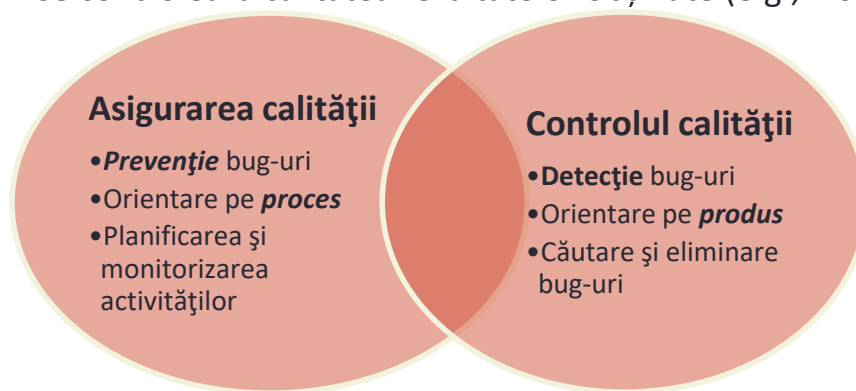 Asigurarea calităţii
•Prevenţie bug-uri
•Orientare pe proces
•Planificarea şi
monitorizarea
activităţilor
Controlul calităţii
•Detecţie bug-uri
•Orientare pe produs
•Căutare şi eliminare
bug-uri